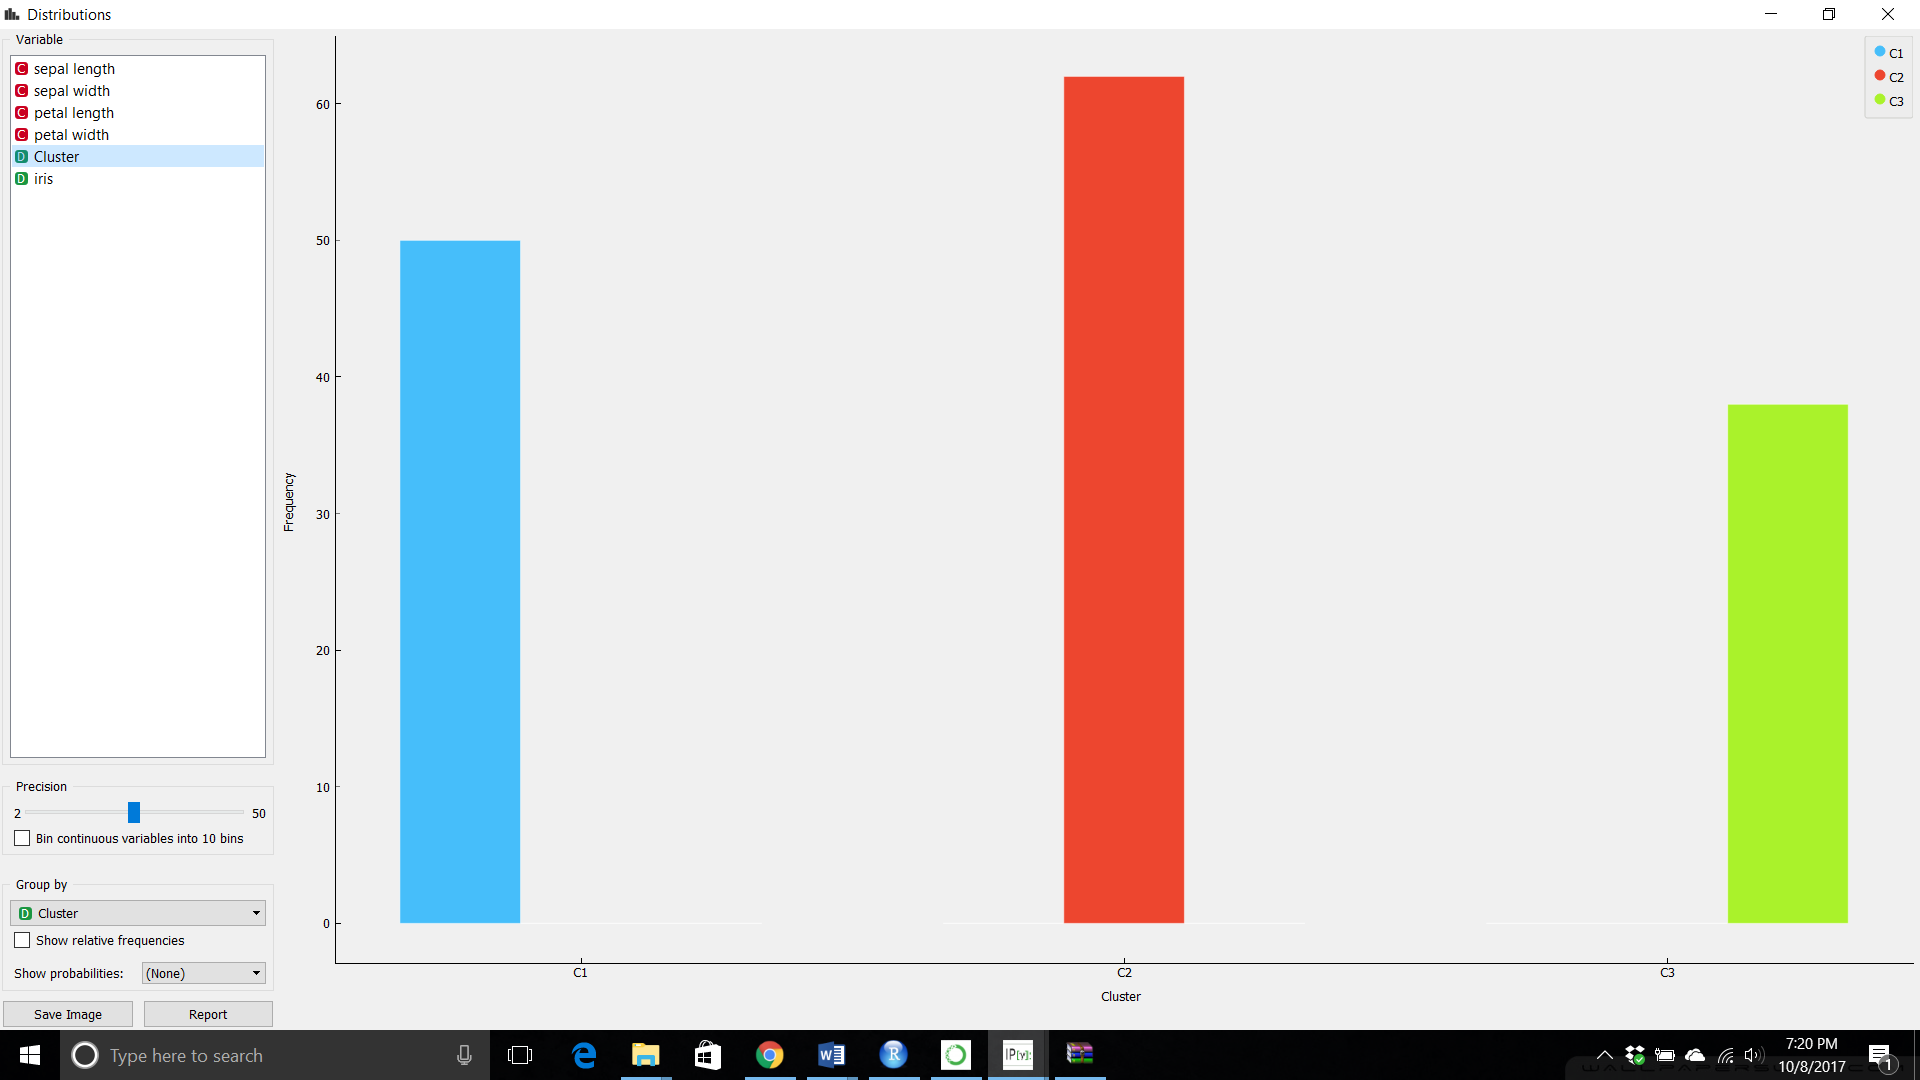 Distributions
Variable
C sepal length
C sepal width
C petal length
C petal width
D Cluster
D iris
Precision
2 50
Bin continuous variables into 10 bins
Group by
D Cluster
Show relative frequencies
Show probabilities: (None)
Save Image Report
Frequency
60
50
40
30
20
10
0
C1 C2 C3
Cluster
C1
C2
C3
Type here to search
W
R
IP[y]:
7:20 PM
10/8/2017
1